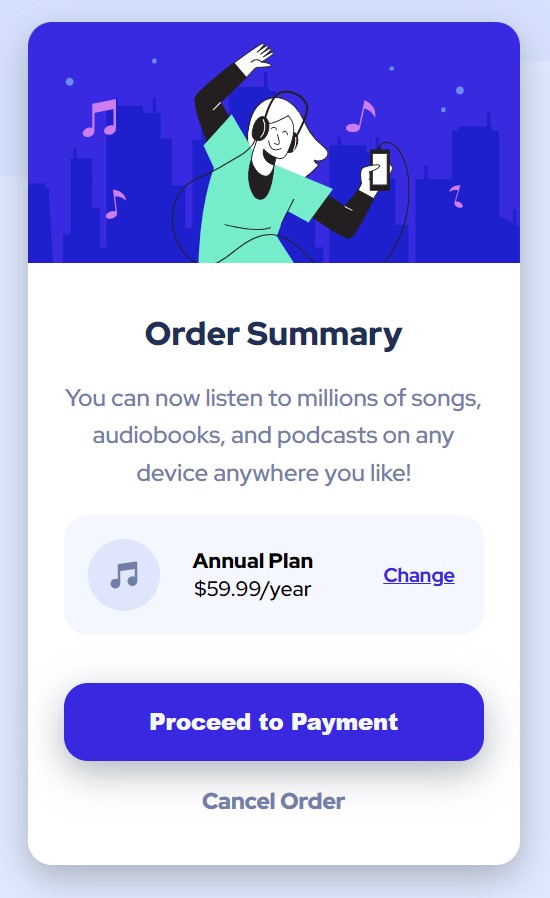 Order Summary
You can now listen to millions of songs,
audiobooks, and podcasts on any
device anywhere you like!
Annual Plan
$59.99/year
Change
Proceed to Payment
Cancel Order